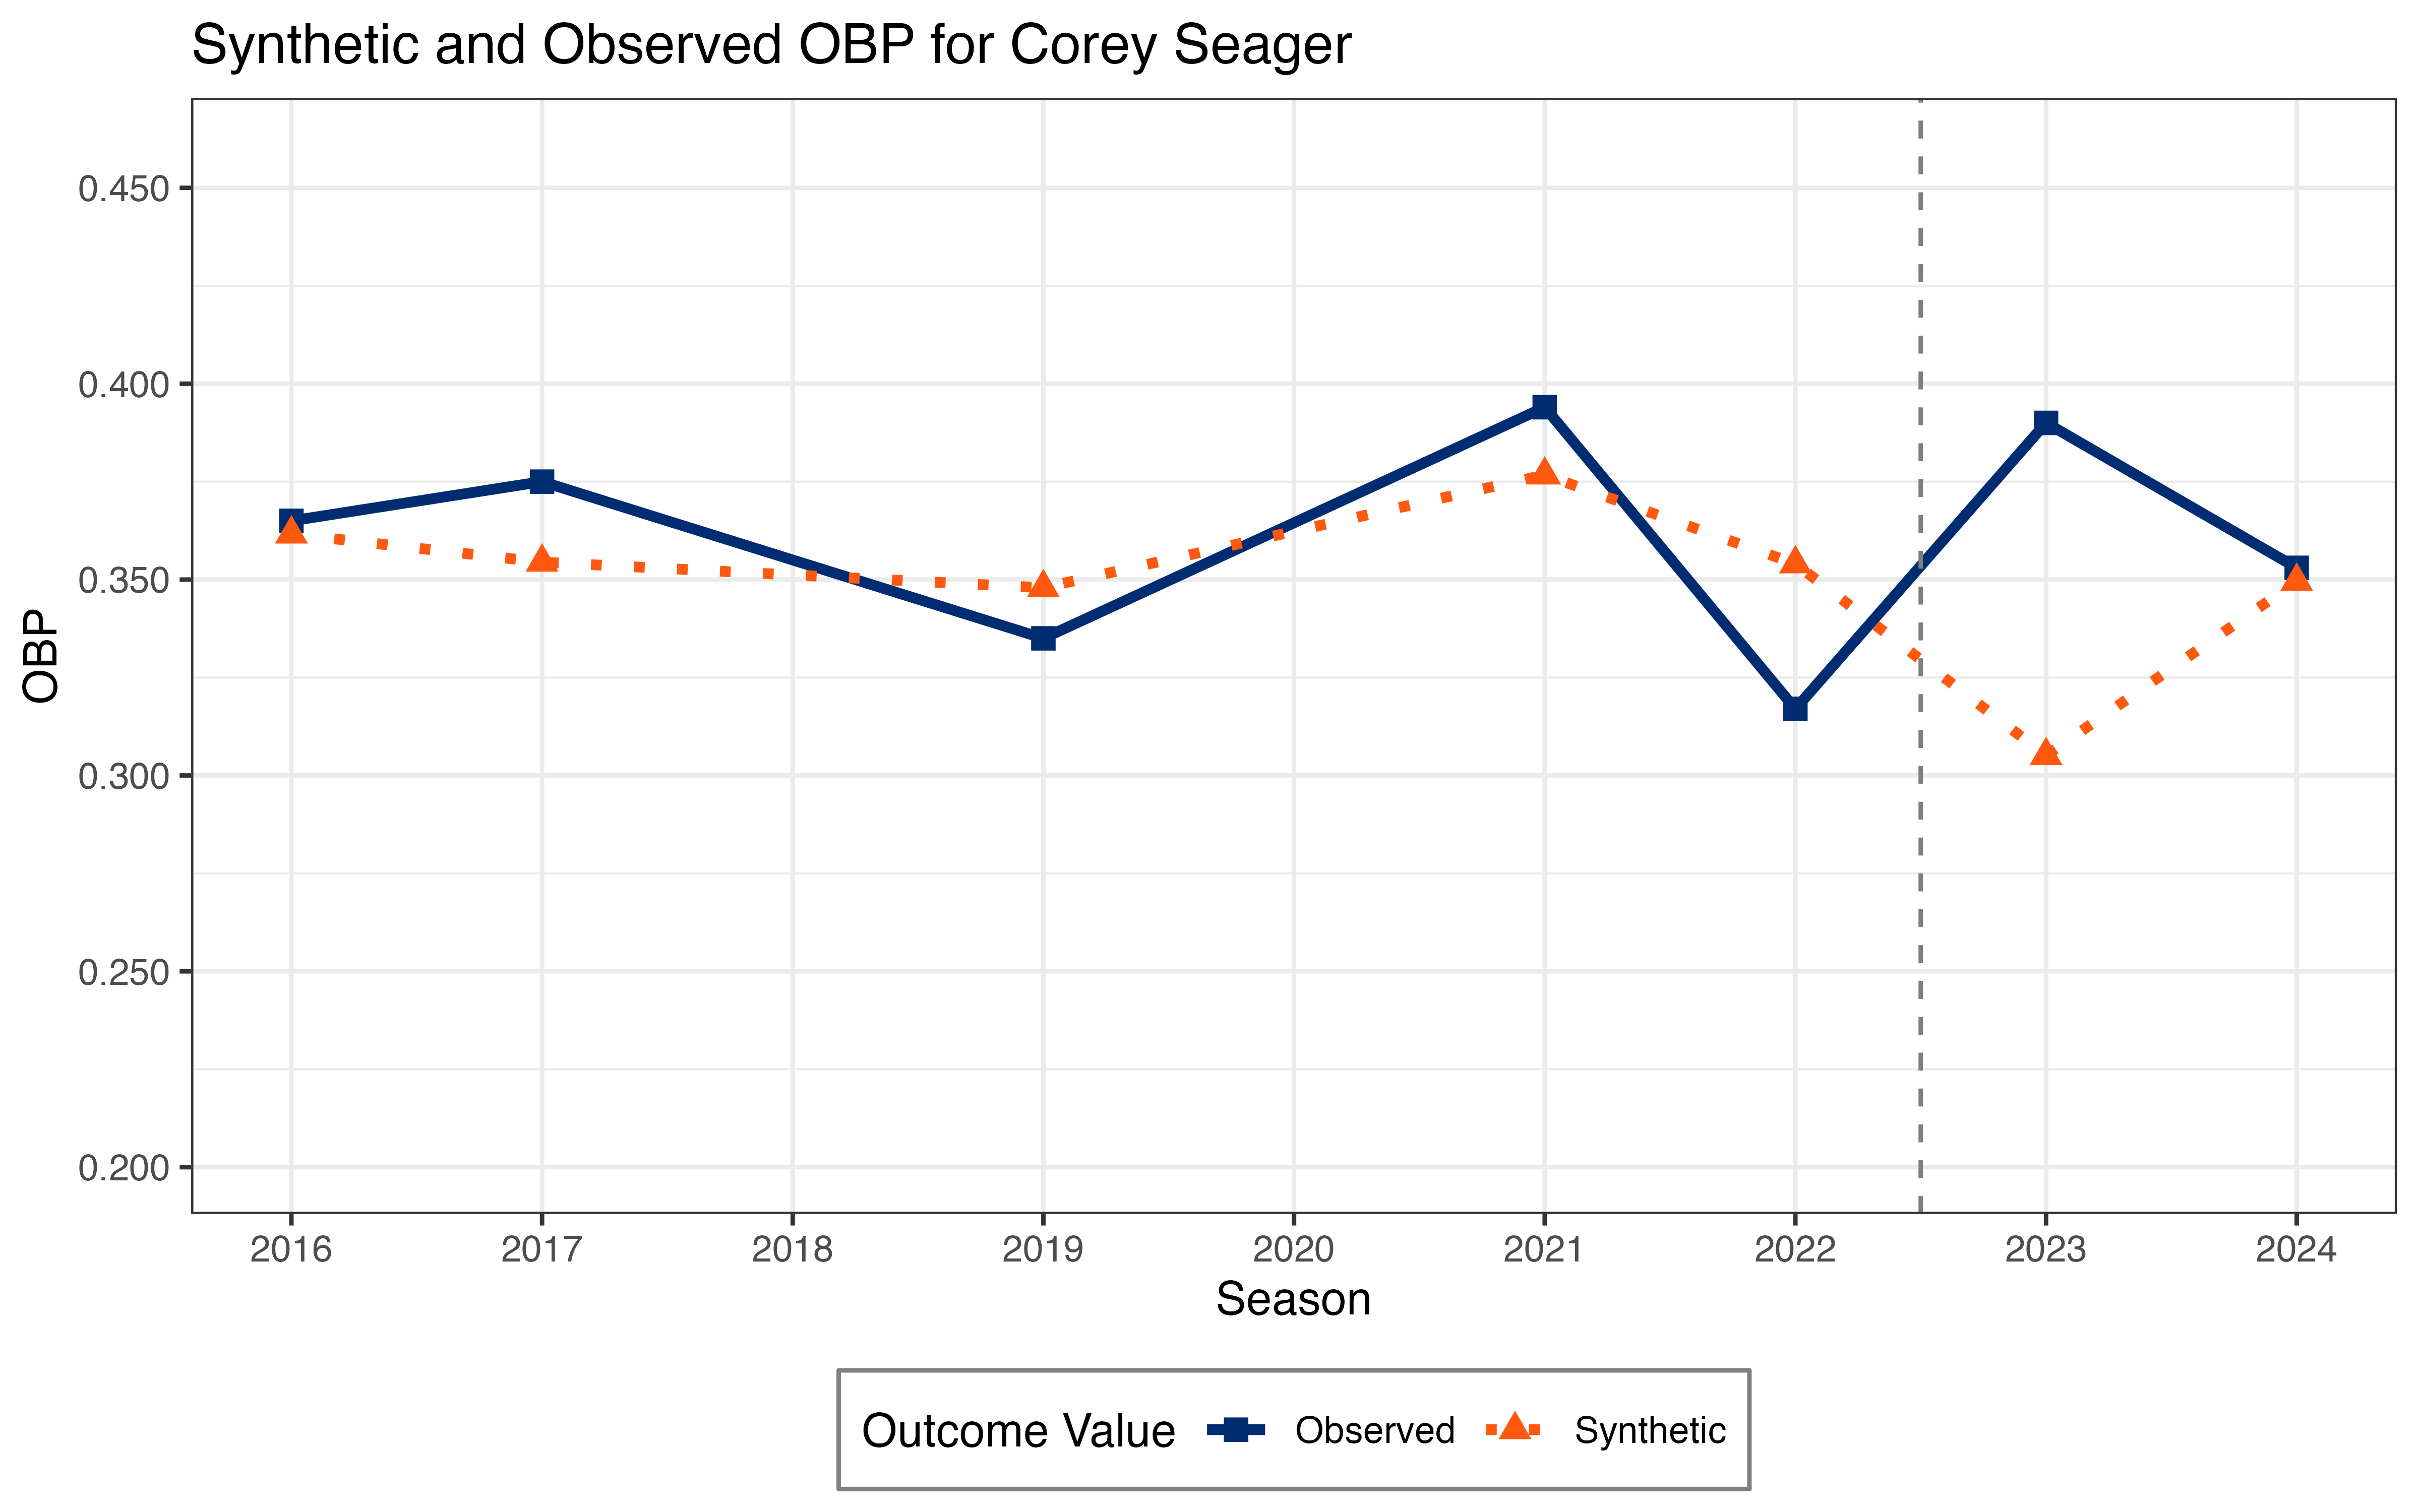 Synthetic and Observed OBP for Corey Seager
0.450
0.400
0.350
0.300
0.250
0.200
OBP
2016 2017 2018 2019 2020 2021 2022 2023 2024
Season
Outcome Value Observed Synthetic